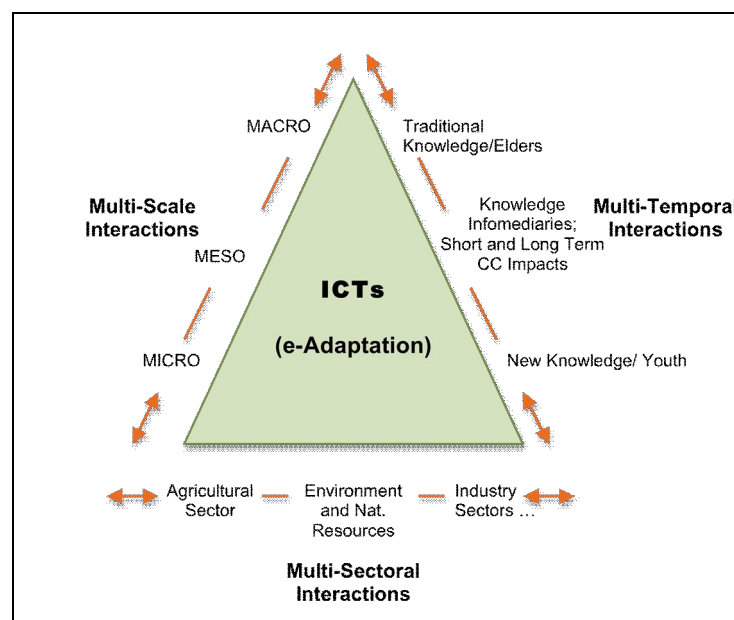 MACRO
Traditional
Knowledge/Elders
Multi-Scale
Interactions
Knowledge
Infomediaries;
Short and Long Term
CC Impacts
Multi-Temporal
Interactions
MESO
ICTs
(e-Adaptation)
MICRO
New Knowledge/ Youth
Agricultural
Sector
Environment
and Nat.
Resources
Industry
Sectors ...
Multi-Sectoral
Interactions